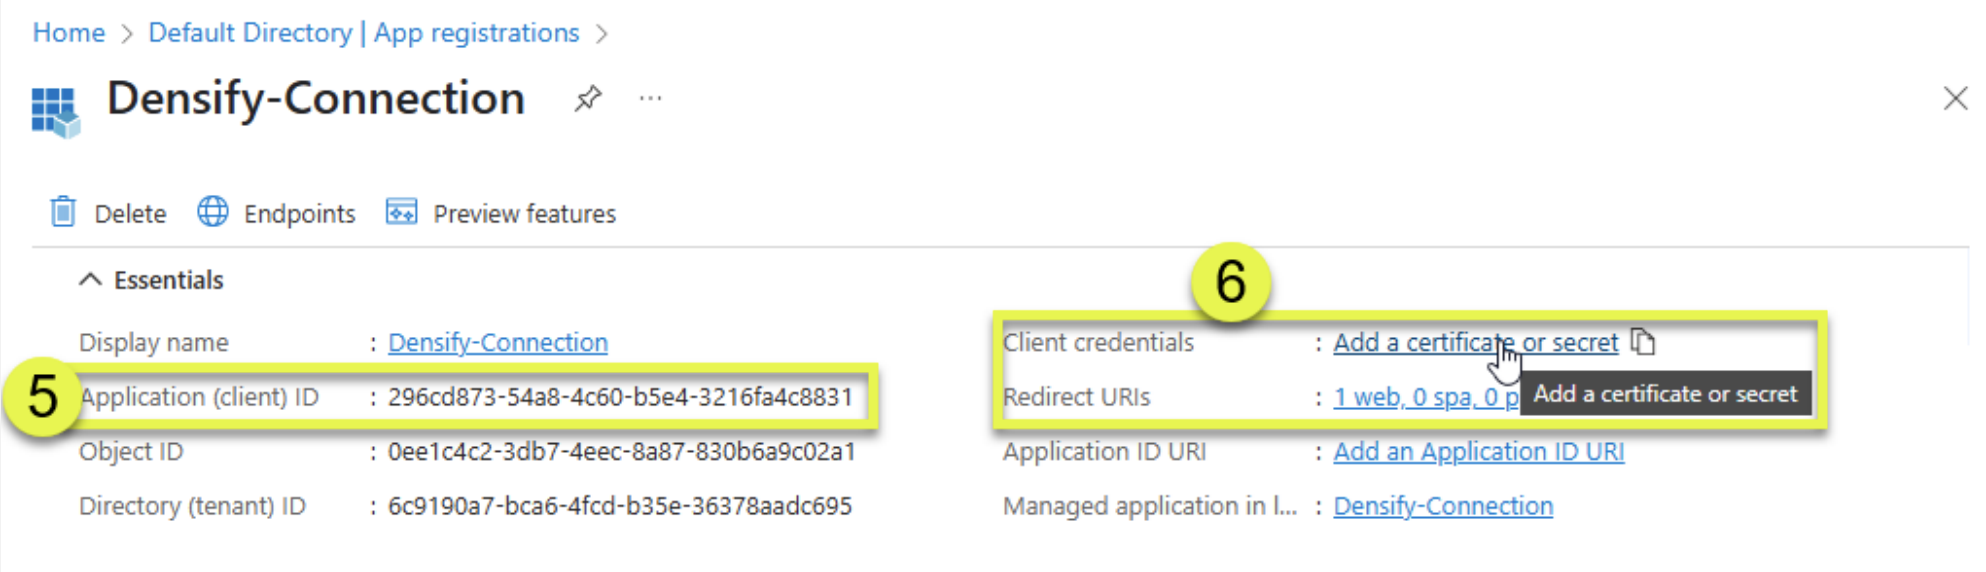 Home > Default Directory | App registrations >
Densify-Connection ...
Delete Endpoints Preview features
Essentials
6
Display name : Densify-Connection
Client credentials : Add a certificate or secret
5
Application (client) ID : 296cd873-54a8-4c60-b5e4-3216fa4c8831
Redirect URIs : 1 web, 0 spa, 0 p
Add a certificate or secret
Object ID : 0ee1c4c2-3db7-4eec-8a87-830b6a9c02a1
Application ID URI : Add an Application ID URI
Directory (tenant) ID : 6c9190a7-bca6-4fcd-b35e-36378aadc695
Managed application in l... : Densify-Connection